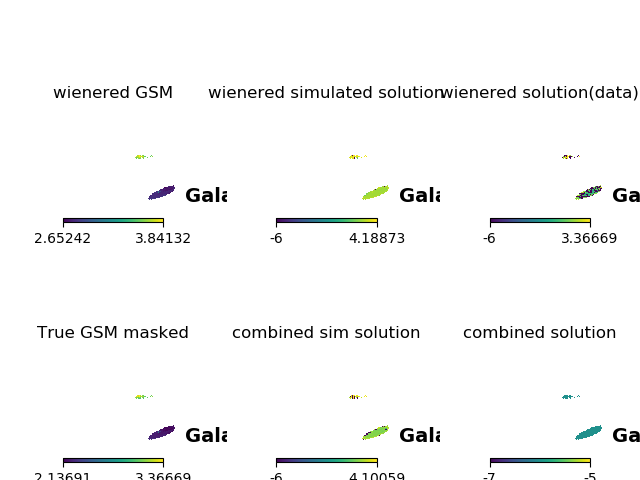 wienered GSM
wienered simulated solution
wienered solution(data)
Gala
Gala
Ga
2.65242 3.84132
-6 4.18873
-6 3.36669
True GSM masked
combined sim solution
combined solution
Gala
Gala
Ga
2.13691 3.36669
-6 4.10059
-7 -5